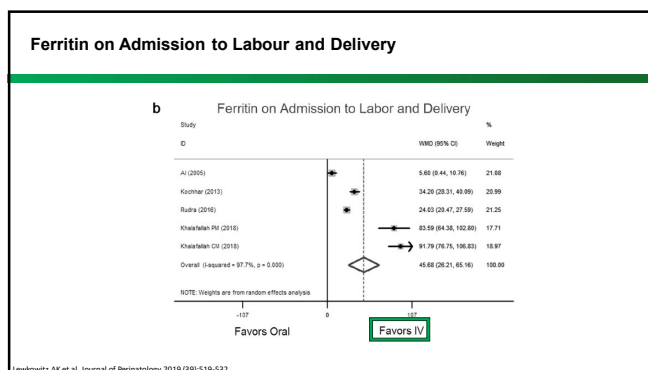 Ferritin on Admission to Labour and Delivery
b Ferritin on Admission to Labor and Delivery
Study %
ID WMD (95% CI) Weight
Al (2005) 5.60 (0.44, 10.76) 21.08
Kochhar (2013) 34.20 (28.31, 40.09) 20.99
Rudra (2016) 24.03 (20.47, 27.59) 21.25
Khalafallah PM (2018) 83.59 (64.38, 102.80) 17.71
Khalafallah CM (2018) 91.79 (76.75, 106.83) 18.97
Overall (I-squared = 97.7%, p = 0.000) 45.68 (26.21, 65.16) 100.00
NOTE: Weights are from random effects analysis
-107 0 107
Favors Oral Favors IV
Lewkowitz AK et al. Journal of Perinatology 2019 (39):519-532